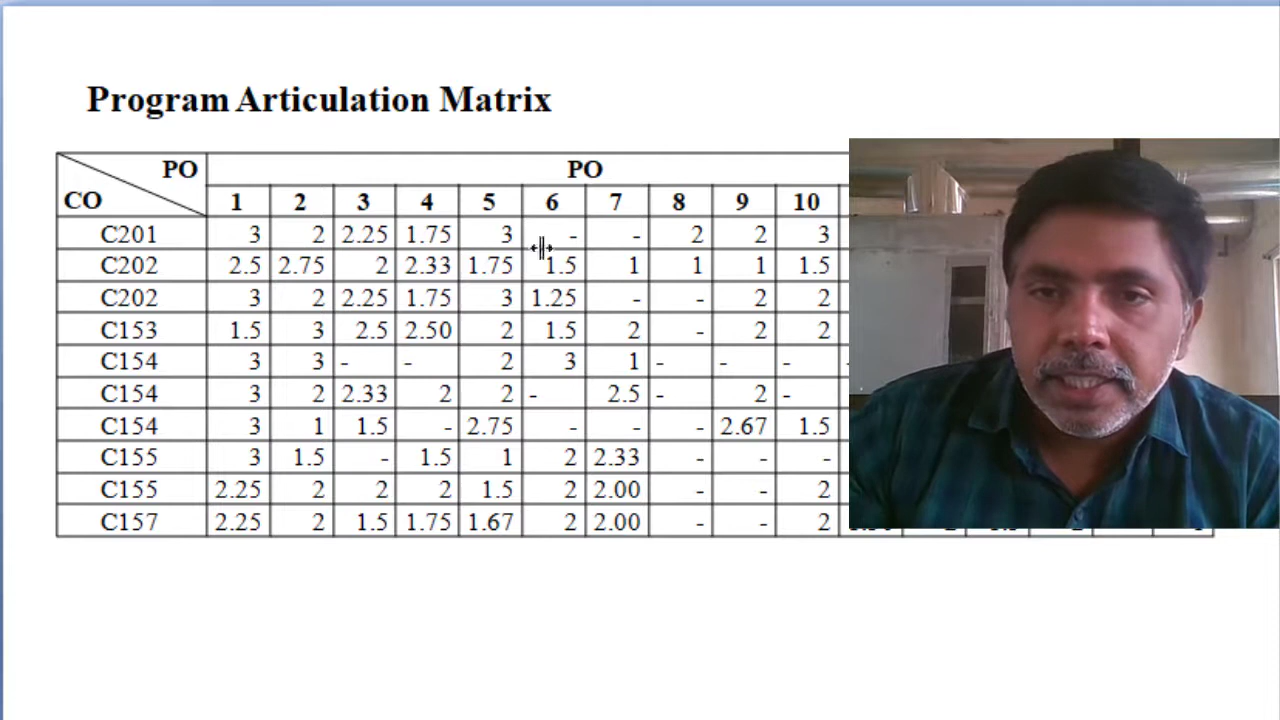 Program Articulation Matrix
PO PO
CO 1 2 3 4 5 6 7 8 9 10
C201 3 2 2.25 1.75 3 - - 2 2 3
C202 2.5 2.75 2 2.33 1.75 1.5 1 1 1 1.5
C202 3 2 2.25 1.75 3 1.25 - - 2 2
C153 1.5 3 2.5 2.50 2 1.5 2 - 2 2
C154 3 3 - - 2 3 1 - - -
C154 3 2 2.33 2 2 - 2.5 - 2 -
C154 3 1 1.5 - 2.75 - - - 2.67 1.5
C155 3 1.5 - 1.5 1 2 2.33 - - -
C155 2.25 2 2 2 1.5 2 2.00 - - 2
C157 2.25 2 1.5 1.75 1.67 2 2.00 - - 2